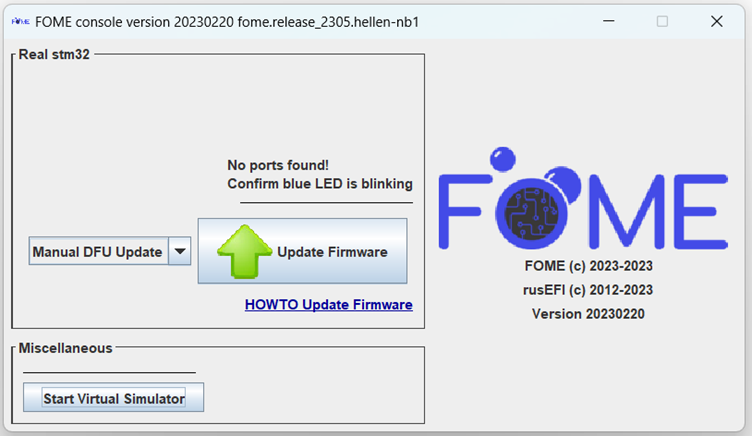 FOME console version 20230220 fome.release_2305.hellen-nb1
Real stm32
No ports found!
Confirm blue LED is blinking
Manual DFU Update
Update Firmware
HOWTO Update Firmware
Miscellaneous
Start Virtual Simulator
FOME
FOME (c) 2023-2023
rusEFI (c) 2012-2023
Version 20230220